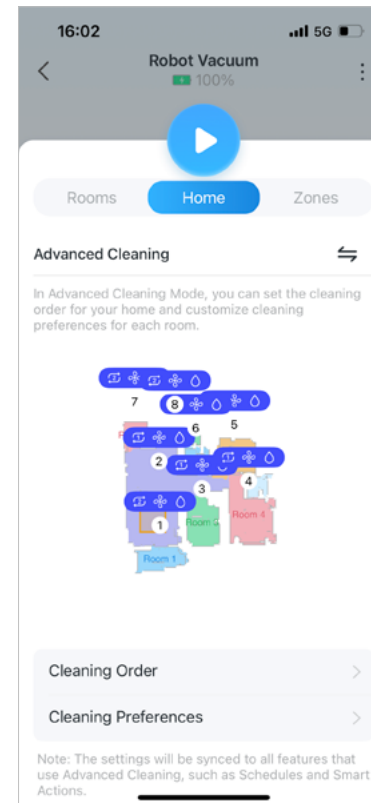 16:02
5G
Robot Vacuum
100%
Rooms
Home
Zones
Advanced Cleaning
In Advanced Cleaning Mode, you can set the cleaning
order for your home and customize cleaning
preferences for each room.
7
8
5
6
2
3
4
1
Room 4
Room 1
Cleaning Order
Cleaning Preferences
Note: The settings will be synced to all features that
use Advanced Cleaning, such as Schedules and Smart
Actions.